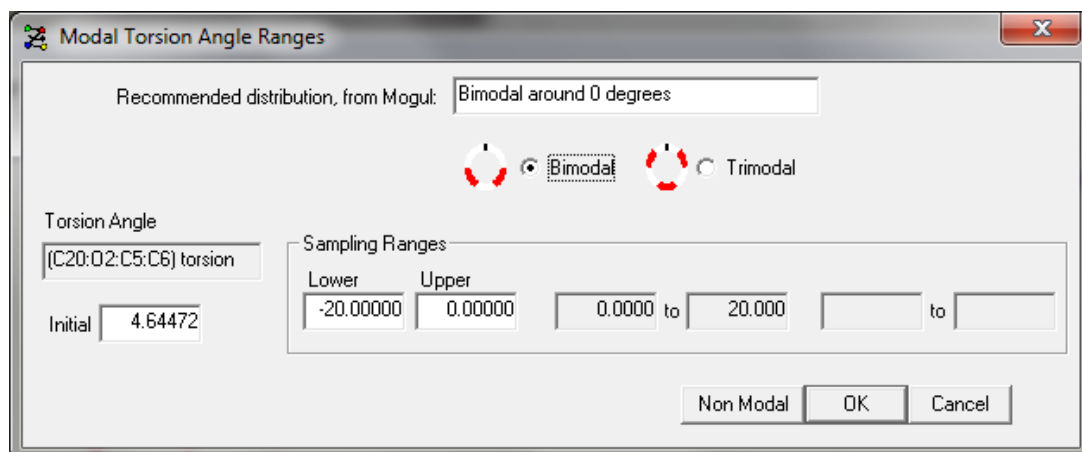 Modal Torsion Angle Ranges
x
Recommended distribution, from Mogul: Bimodal around 0 degrees
Bimodal Trimodal
Torsion Angle
(C20:O2:C5:C6) torsion
Initial 4.64472
Sampling Ranges
Lower Upper
-20.00000 0.00000 0.0000 to 20.000 to
Non Modal OK Cancel